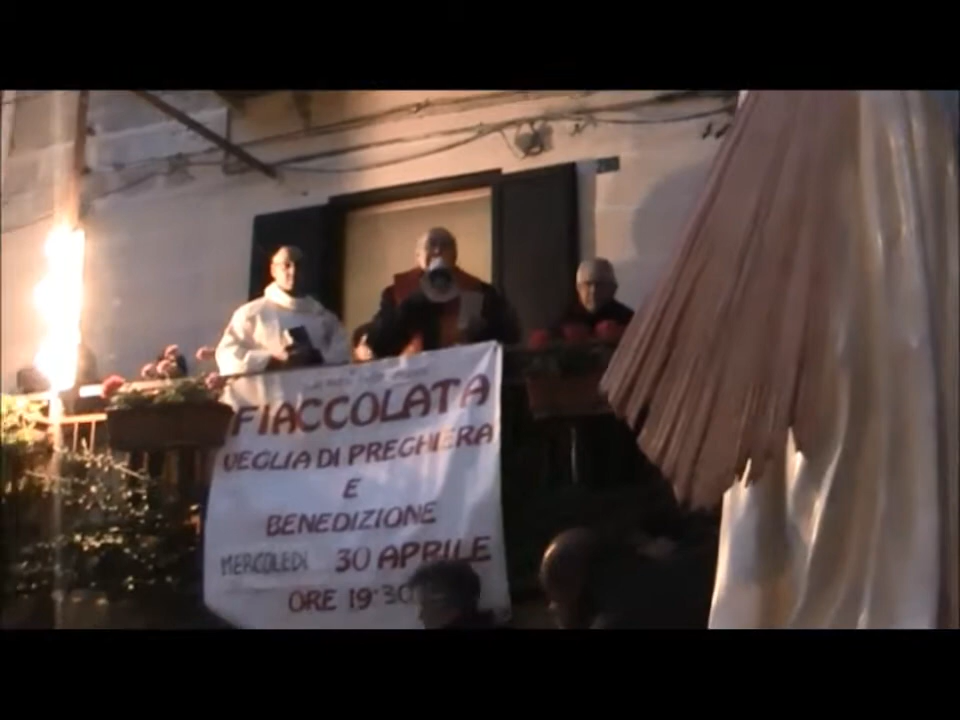 FIACCOLATA
VEGLIA DI PREGHIERA
E
BENEDIZIONE
MERCOLEDI 30 APRILE
ORE 19·30